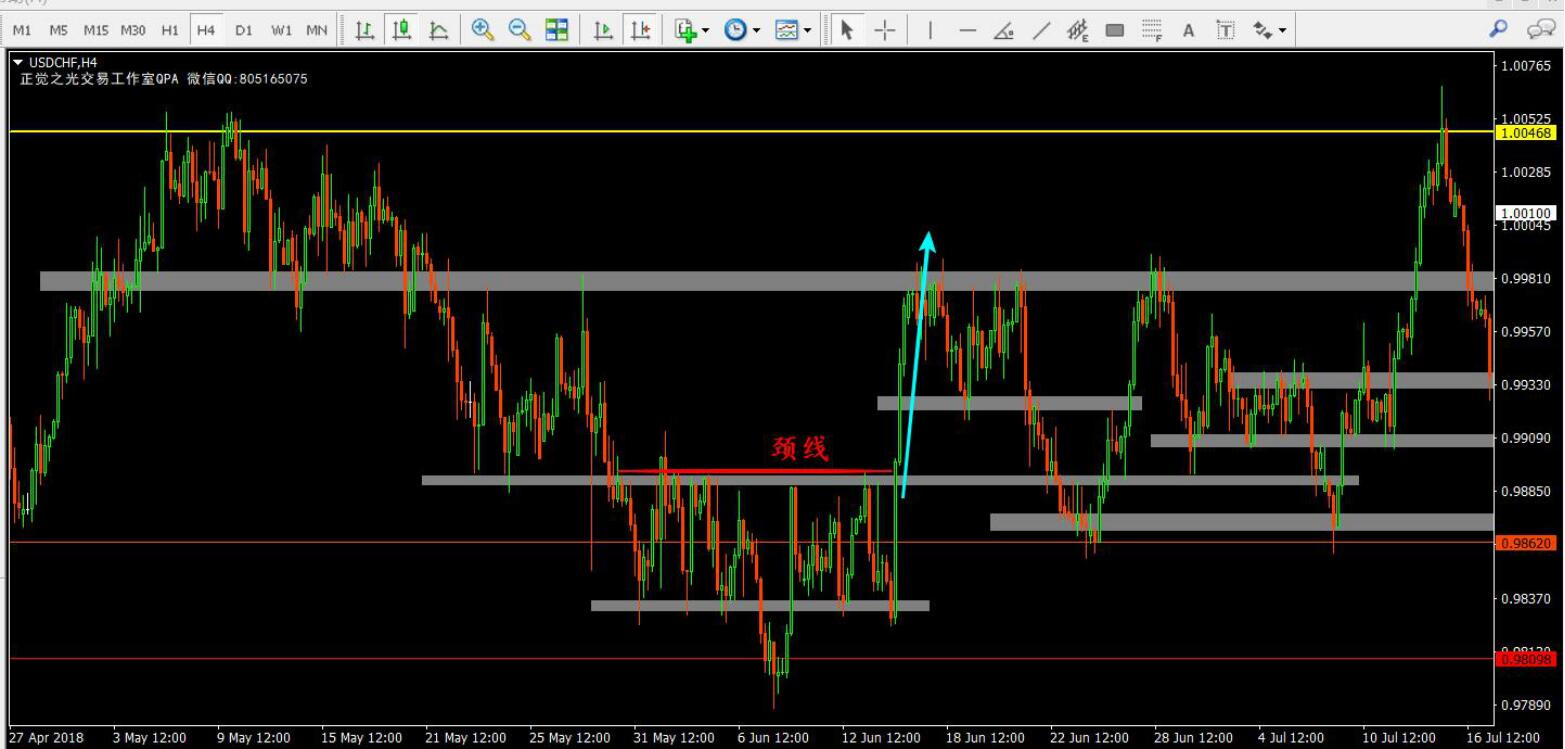 M1 M5 M15 M30 H1 H4 D1 W1 MN
E F A T
USDCHF,H4
正觉之光交易工作室QPA 微信QQ:805165075
颈线
1.00765
1.00525
1.00468
1.00285
1.00100
1.00045
0.99810
0.99570
0.99330
0.99090
0.98850
0.98620
0.98370
0.98098
0.97890
27 Apr 2018 3 May 12:00 9 May 12:00 15 May 12:00 21 May 12:00 25 May 12:00 31 May 12:00 6 Jun 12:00 12 Jun 12:00 18 Jun 12:00 22 Jun 12:00 28 Jun 12:00 4 Jul 12:00 10 Jul 12:00 16 Jul 12:00